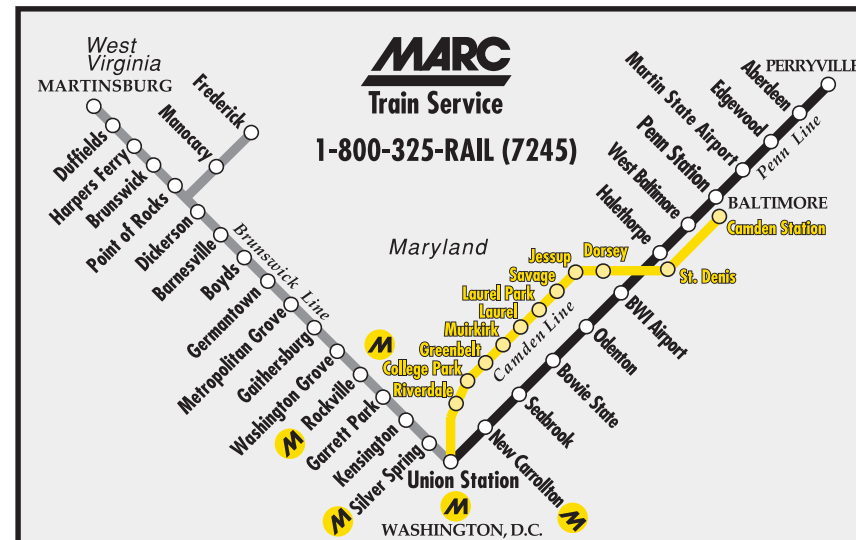 West
Virginia
MARTINSBURG
MARC
Train Service
1-800-325-RAIL (7245)
PERRYVILLE
Frederick
Manocacy
Duffields
Harpers Ferry
Brunswick
Point of Rocks
Dickerson
Barnesville
Boyds
Germantown
Metropolitan Grove
Gaithersburg
Washington Grove
Rockville
Garrett Park
Kensington
Silver Spring
Brunswick Line
Maryland
Aberdeen
Edgewood
Martin State Airport
Penn Station
West Baltimore
Halethorpe
Penn Line
BALTIMORE
Camden Station
St. Denis
Dorsey
Jessup
Savage
Laurel Park
Laurel
Muirkirk
Greenbelt
College Park
Riverdale
Camden Line
BWI Airport
Odenton
Bowie State
Seabrook
New Carrollton
Union Station
M
M
M
M
M
WASHINGTON, D.C.